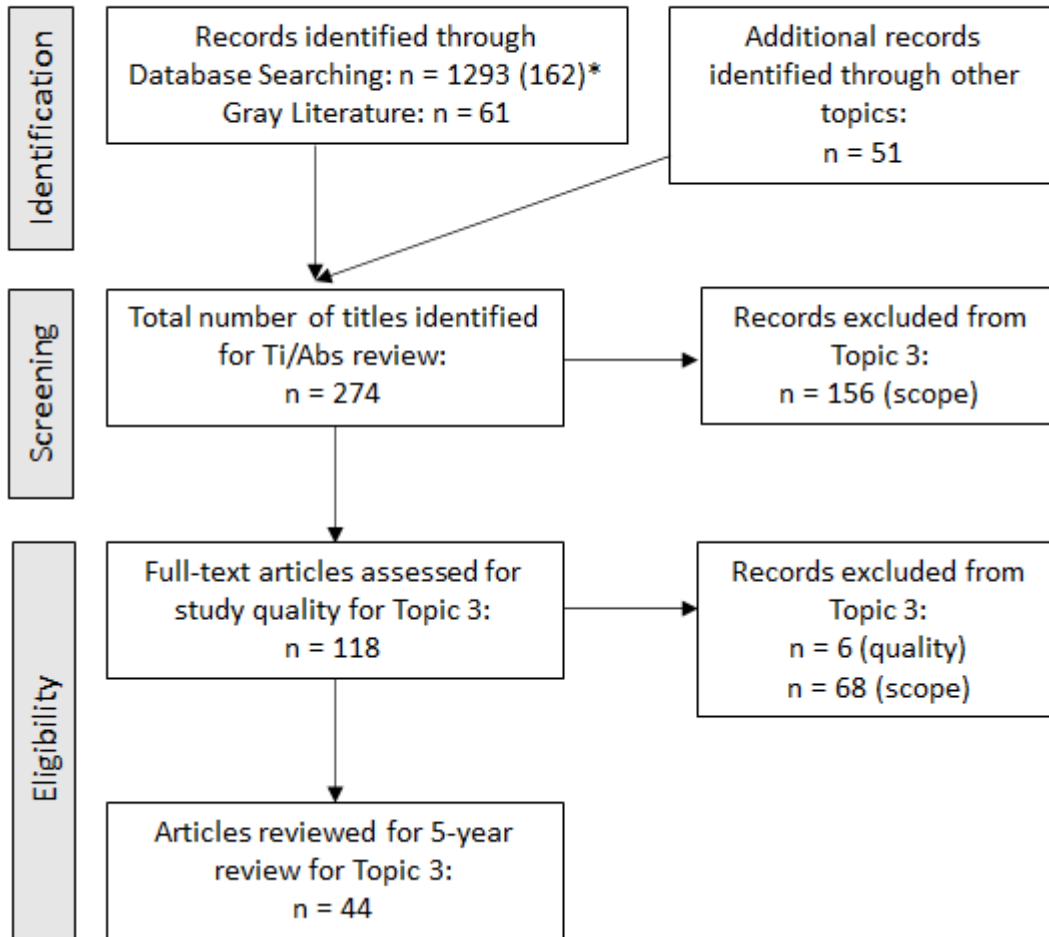 Identification
Records identified through
Database Searching: n = 1293 (162)*
Gray Literature: n = 61
Additional records
identified through other
topics:
n = 51
Screening
Total number of titles identified
for Ti/Abs review:
n = 274
Records excluded from
Topic 3:
n = 156 (scope)
Eligibility
Full-text articles assessed for
study quality for Topic 3:
n = 118
Records excluded from
Topic 3:
n = 6 (quality)
n = 68 (scope)
Articles reviewed for 5-year
review for Topic 3:
n = 44